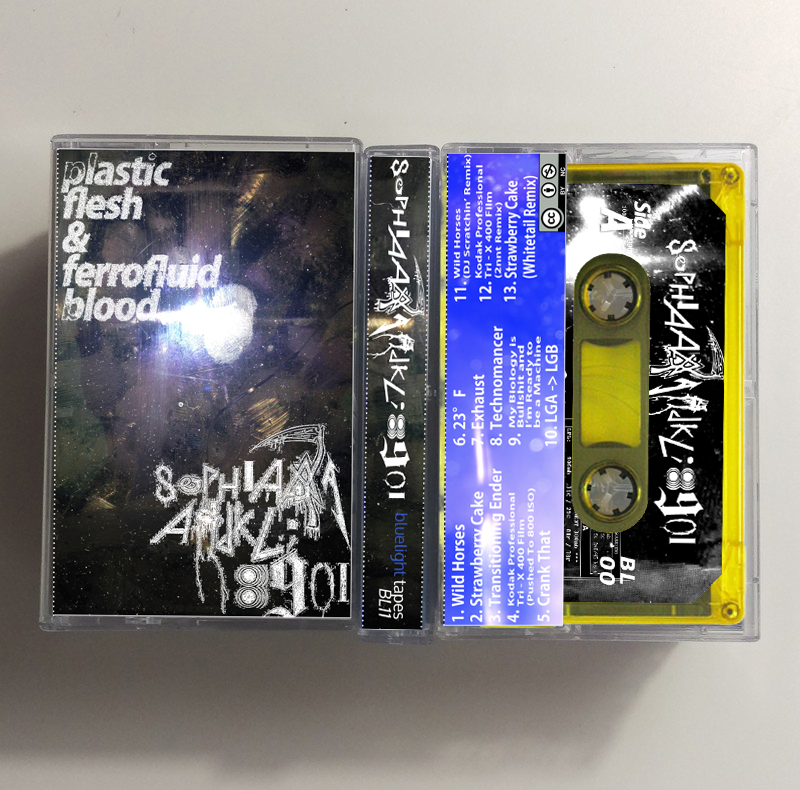 plastic
flesh
&
ferrofluid
blood
SOPHIAAA
8901
SOPHIAAA
8901
bluelight tapes
BL11
1. Wild Horses
2. Strawberry Cake
3. Transitioning Ender
4. Kodak Professional
Tri - X 400 Film
(Pushed To 800 ISO)
5. Crank That
6. 23° F
7. Exhaust
8. Technomancer
9. My Biology Is
Bullshit and
I'm Ready to
be a Machine
10. LGA -> LGB
11. Wild Horses
(DJ Scratchin' Remix)
12. Kodak Professional
Tri - X 400 Film
(2nnt Remix)
13. Strawberry Cake
(Whitetail Remix)
cc
BY NC
Side
A
SOPHIAAA
8901
BL
00